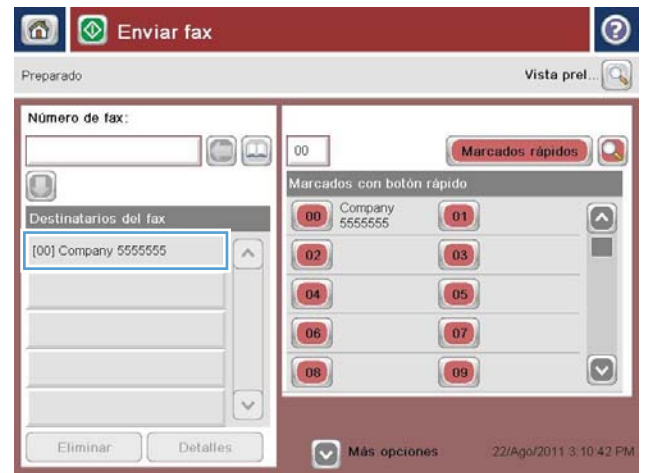 Enviar fax
?
Preparado
Vista prel...
Número de fax:
00
Marcados rápidos
Marcados con botón rápido
Destinatarios del fax
[00] Company 5555555
00 Company 5555555 01
02 03
04 05
06 07
08 09
Eliminar Detalles
Más opciones
22/Ago/2011 3:10:42 PM